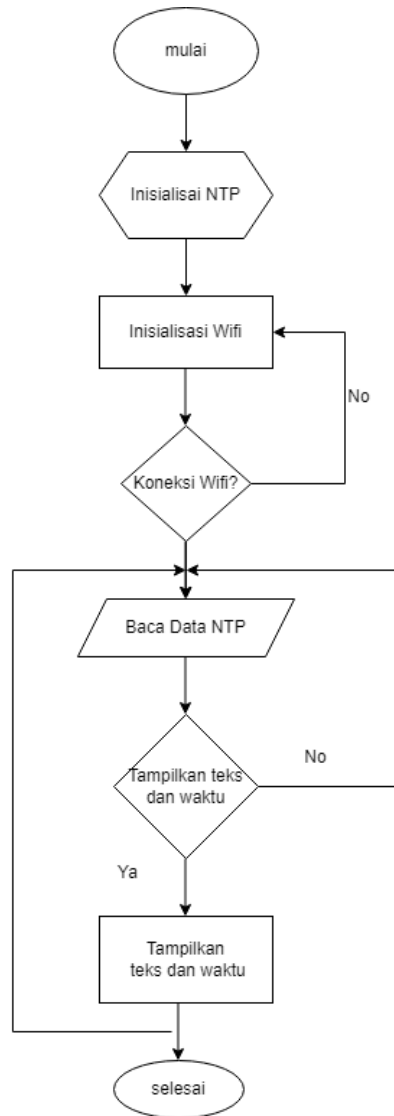 mulai
Inisialisai NTP
Inisialisasi Wifi
No
Koneksi Wifi?
Baca Data NTP
Tampilkan teks
dan waktu
No
Ya
Tampilkan
teks dan waktu
selesai